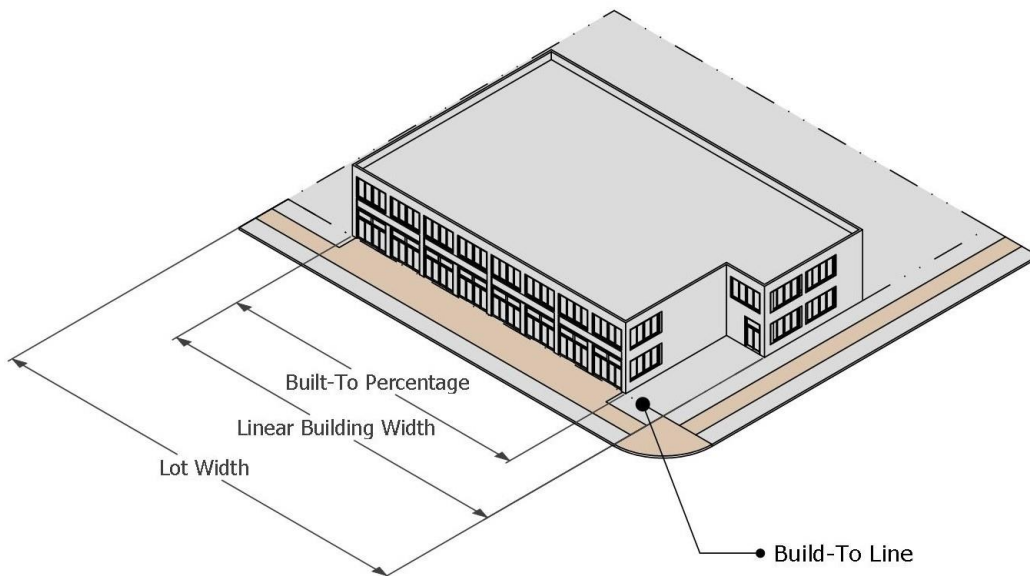 Built-To Percentage
Linear Building Width
Lot Width
Build-To Line